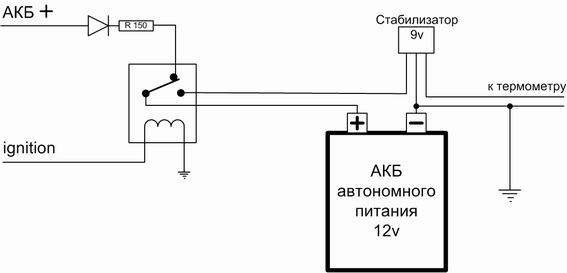 АКБ +
R 150
Стабилизатор
9v
к термометру
ignition
+
−
АКБ
автономного
питания
12v